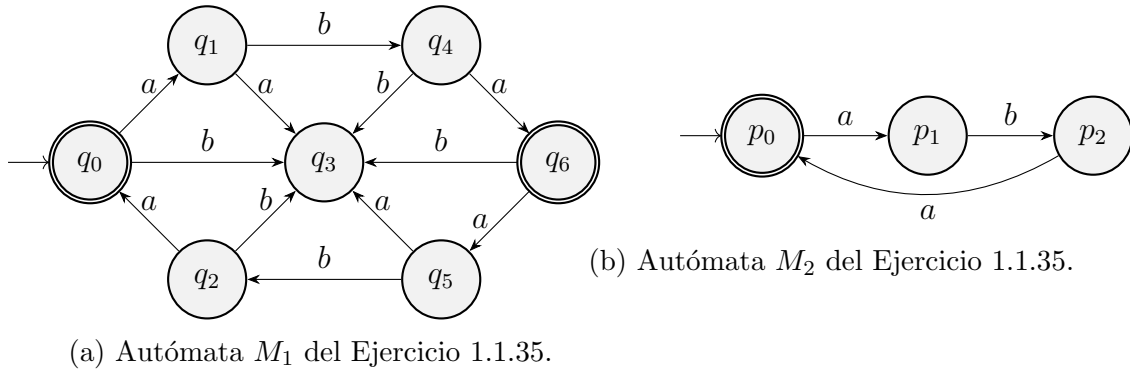 q₁ b q₄
a a b a
q₀ b q₃ b q₆
a b a a
q₂ b q₅
(a) Autómata M₁ del Ejercicio 1.1.35.
p₀ a p₁ b p₂
a
(b) Autómata M₂ del Ejercicio 1.1.35.